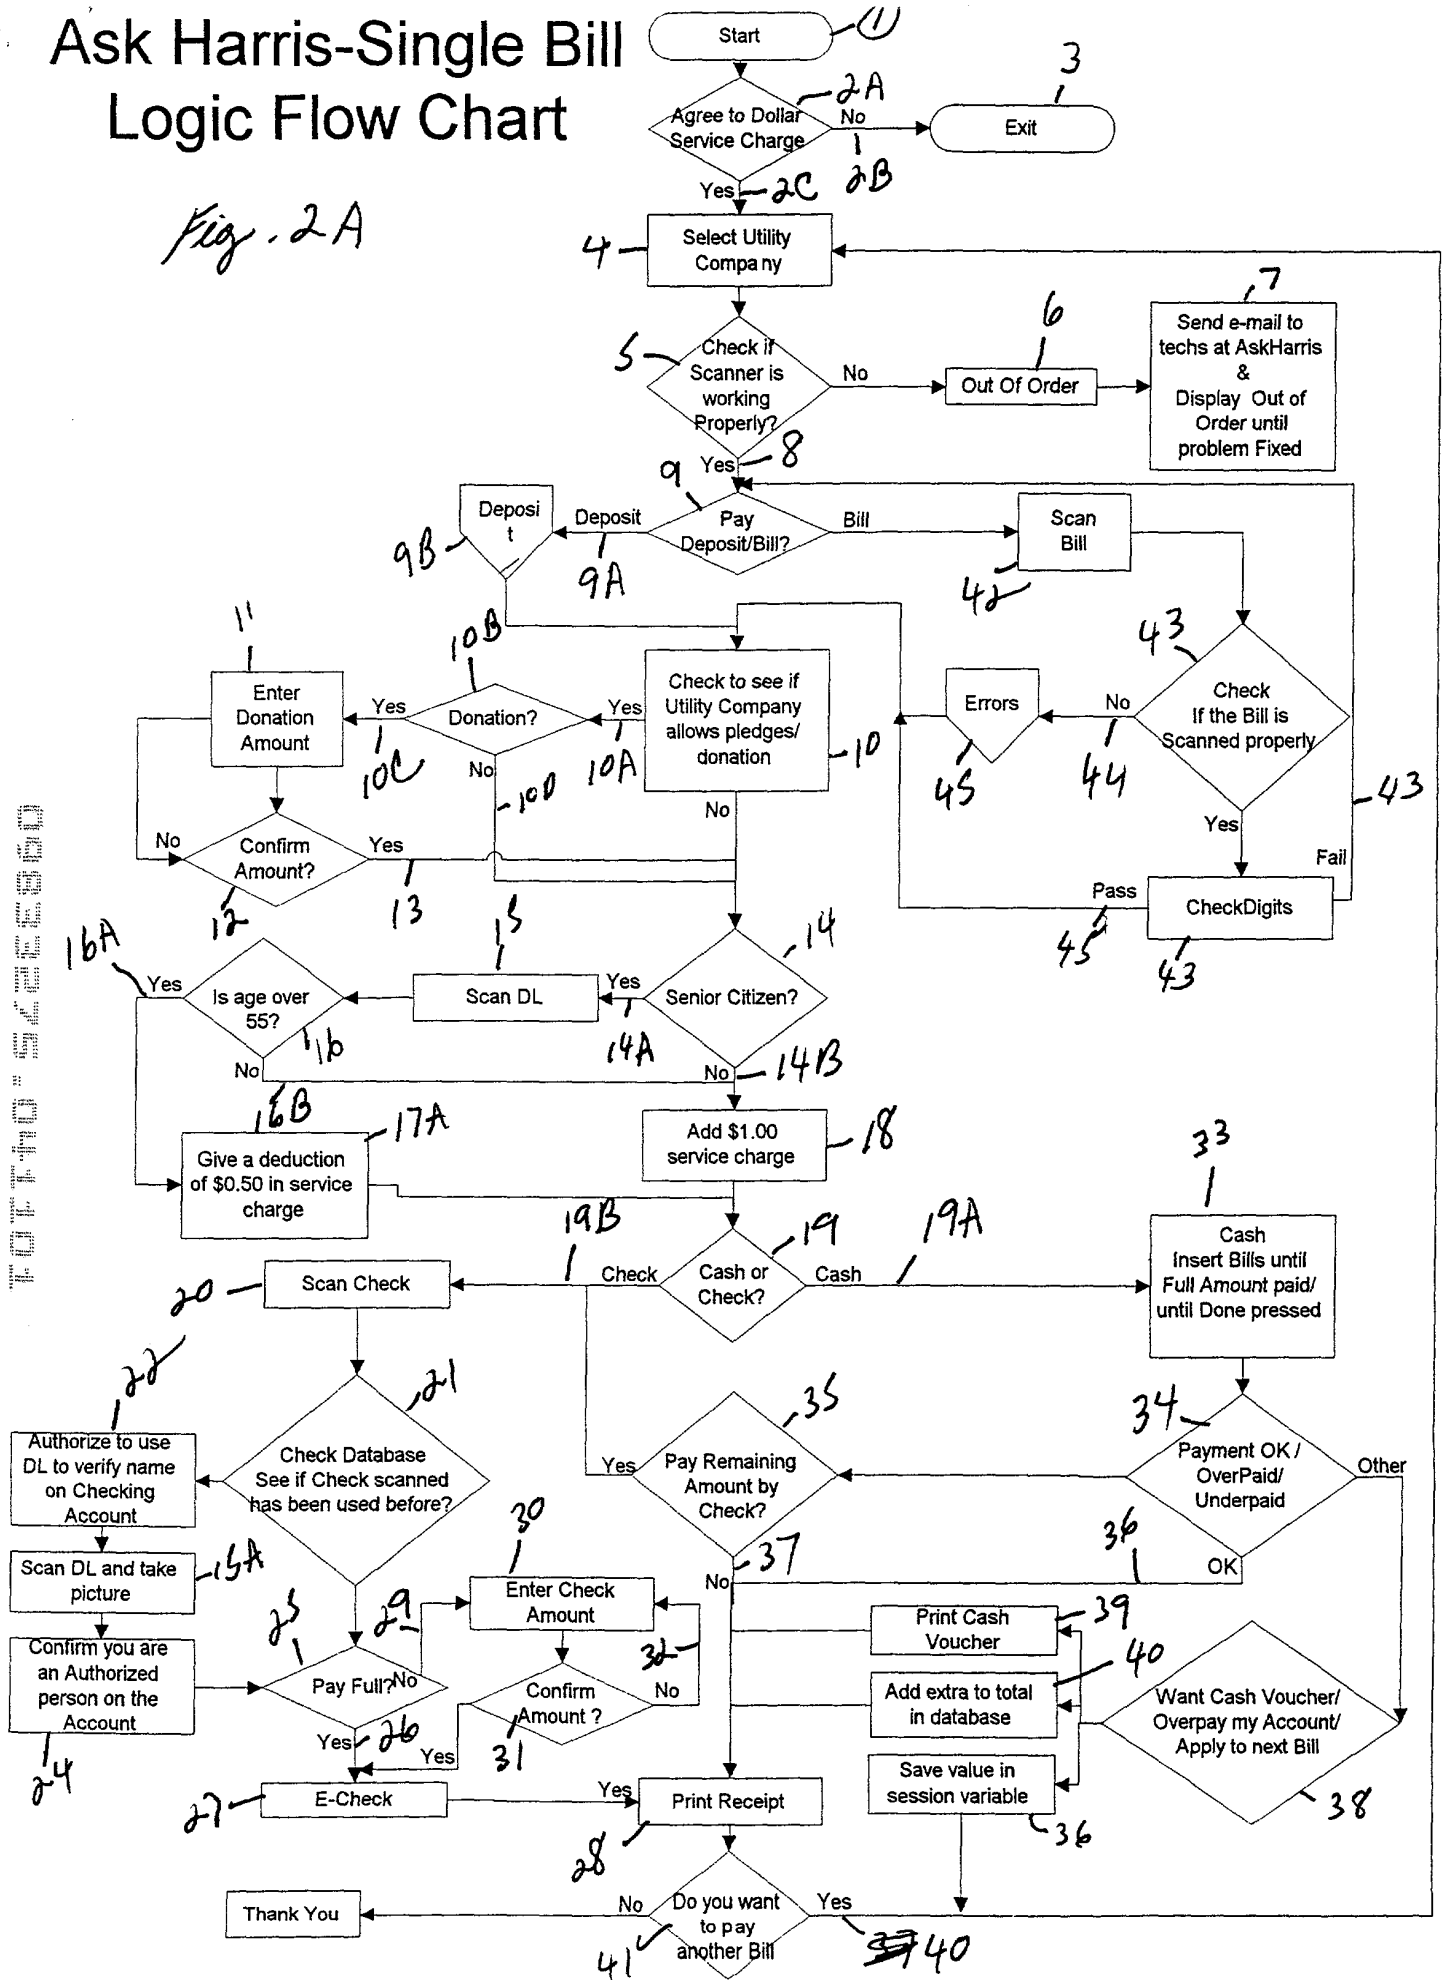 Ask Harris-Single Bill
Logic Flow Chart
Fig. 2A
Start
1
Agree to Dollar
Service Charge
2A
No
2B
Exit
3
Yes
2C
4
Select Utility
Company
5
Check if
Scanner is
working
Properly?
No
6
Out Of Order
7
Send e-mail to
techs at AskHarris
&
Display Out of
Order until
problem Fixed
Yes
8
9
Pay
Deposit/Bill?
Deposit
9A
Deposi
t
9B
Bill
Scan
Bill
42
43
Check
If the Bill is
Scanned properly
No
44
Errors
45
Yes
43
Fail
CheckDigits
43
Pass
45
Check to see if
Utility Company
allows pledges/
donation
10
Yes
10A
10B
Donation?
Yes
10C
No
10D
11
Enter
Donation
Amount
No
Confirm
Amount?
12
Yes
13
No
14
Senior Citizen?
Yes
14A
15
Scan DL
Is age over
55?
16
16A
Yes
No
16B
No
14B
17A
Give a deduction
of $0.50 in service
charge
Add $1.00
service charge
18
19
Cash or
Check?
19B
Check
Cash
19A
33
Cash
Insert Bills until
Full Amount paid/
until Done pressed
20
Scan Check
21
Check Database
See if Check scanned
has been used before?
22
Authorize to use
DL to verify name
on Checking
Account
Scan DL and take
picture
15A
Confirm you are
an Authorized
person on the
Account
24
25
Pay Full?
No
29
30
Enter Check
Amount
32
Confirm
Amount ?
31
No
Yes
Yes
26
27
E-Check
Yes
35
Pay Remaining
Amount by
Check?
Yes
No
37
34
Payment OK /
OverPaid/
Underpaid
Other
OK
36
Print Cash
Voucher
39
Add extra to total
in database
40
Save value in
session variable
36
Want Cash Voucher/
Overpay my Account/
Apply to next Bill
38
Print Receipt
28
Do you want
to pay
another Bill
41
No
Thank You
Yes
40